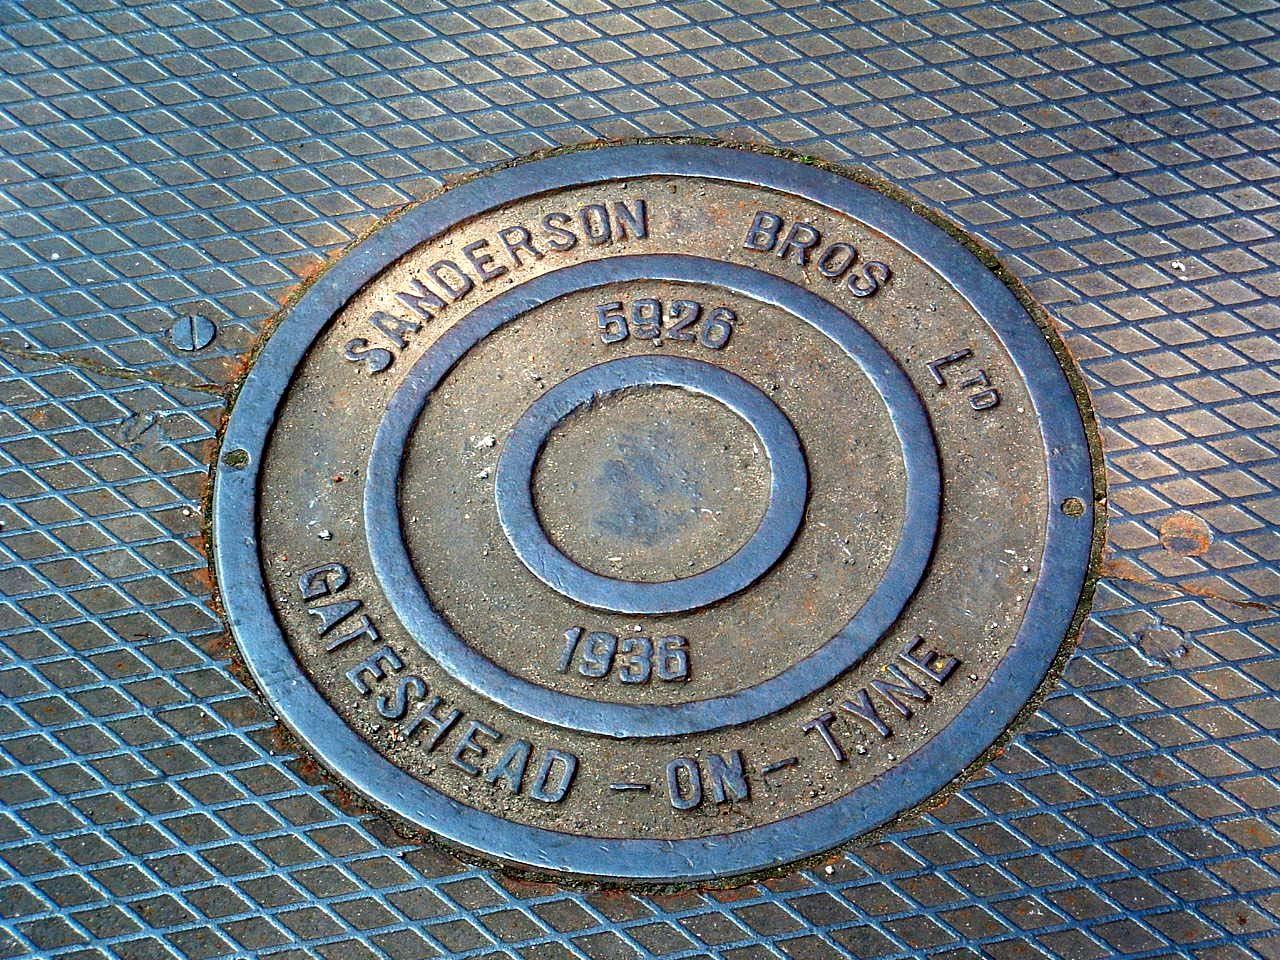 SANDERSON BROS LTD
5926
1936
GATESHEAD - ON - TYNE